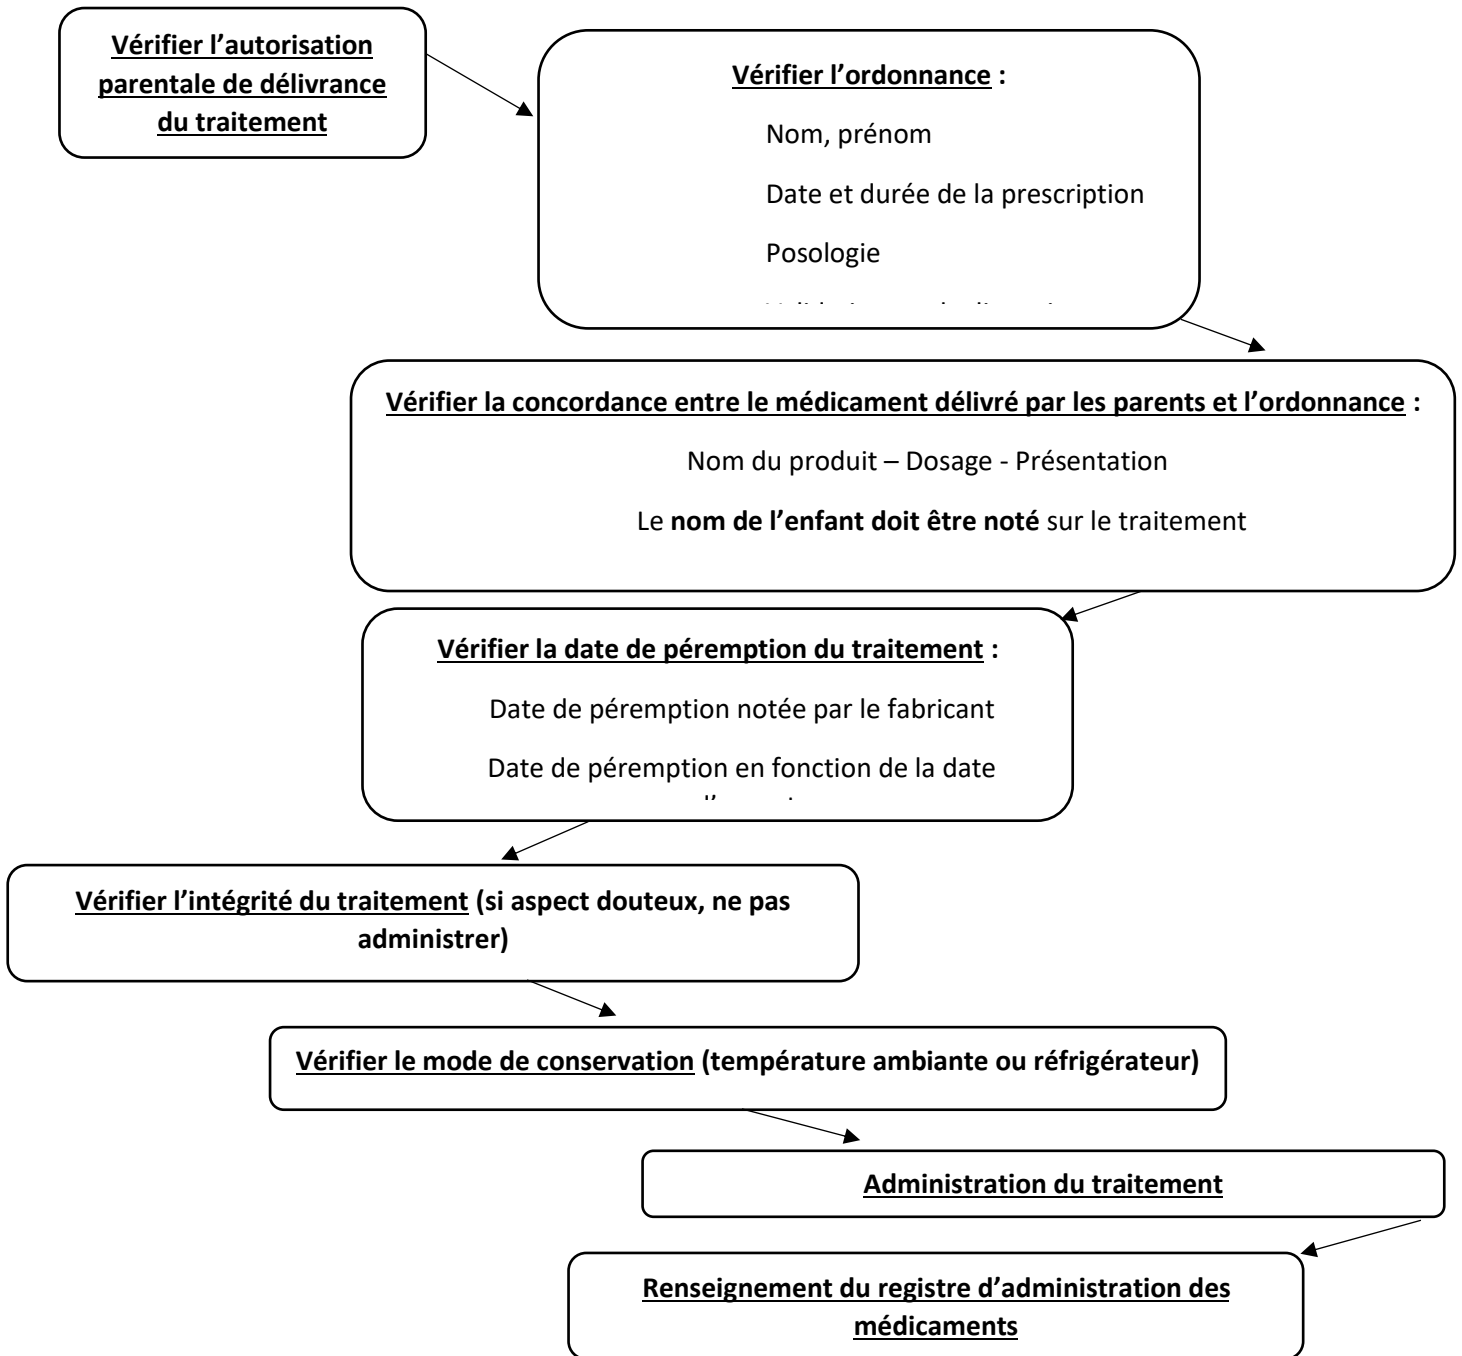 Vérifier l’autorisation
parentale de délivrance
du traitement
Vérifier l’ordonnance :
Nom, prénom
Date et durée de la prescription
Posologie
Vérifier la concordance entre le médicament délivré par les parents et l’ordonnance :
Nom du produit – Dosage - Présentation
Le nom de l’enfant doit être noté sur le traitement
Vérifier la date de péremption du traitement :
Date de péremption notée par le fabricant
Date de péremption en fonction de la date
Vérifier l’intégrité du traitement (si aspect douteux, ne pas
administrer)
Vérifier le mode de conservation (température ambiante ou réfrigérateur)
Administration du traitement
Renseignement du registre d’administration des
médicaments